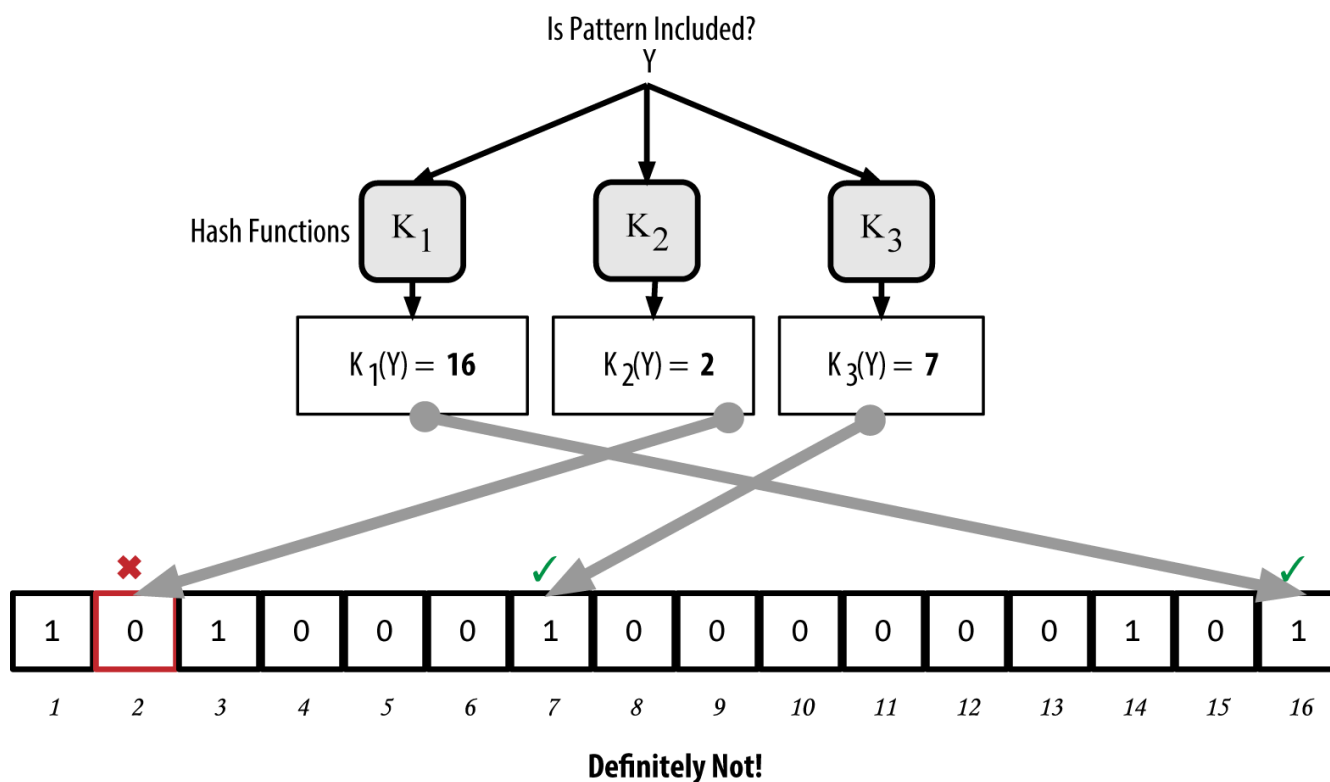 Is Pattern Included?
Y
Hash Functions K1 K2 K3
K1(Y) = 16 K2(Y) = 2 K3(Y) = 7
✖ ✓ ✓
1 0 1 0 0 0 1 0 0 0 0 0 0 1 0 1
1 2 3 4 5 6 7 8 9 10 11 12 13 14 15 16
Definitely Not!